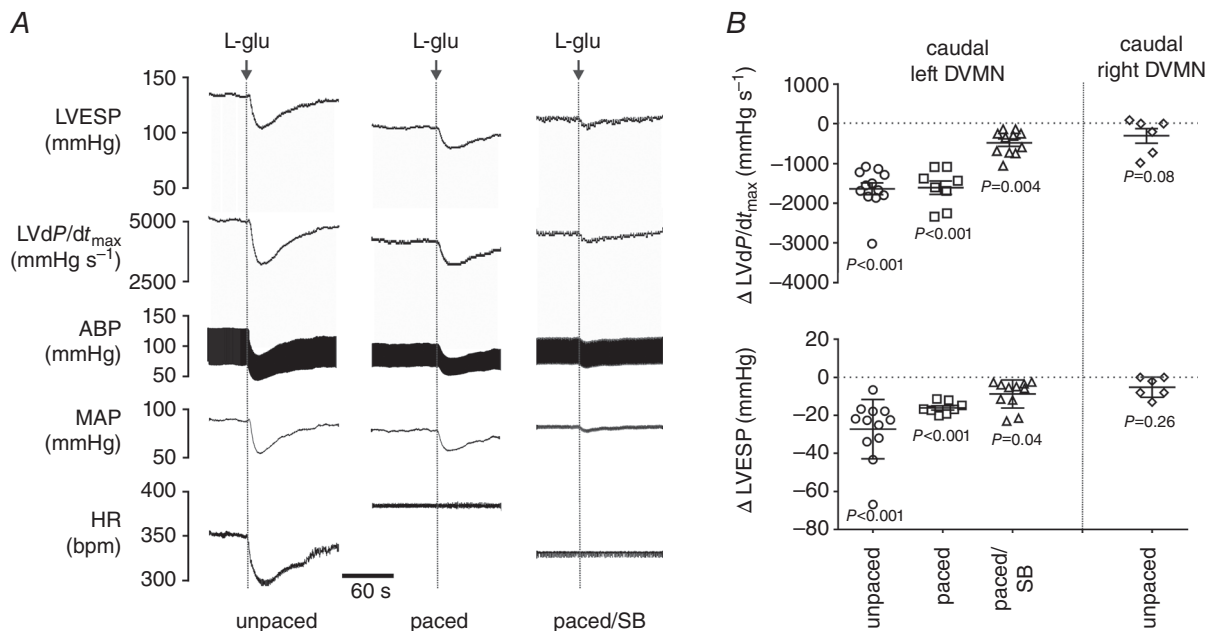 A
L-glu
L-glu
L-glu
LVESP
(mmHg)
150
100
50
LVdP/dt_max
(mmHg s⁻¹)
5000
2500
ABP
(mmHg)
150
100
50
MAP
(mmHg)
100
50
HR
(bpm)
400
350
300
60 s
unpaced
paced
paced/SB
B
caudal
left DVMN
caudal
right DVMN
Δ LVdP/dt_max (mmHg s⁻¹)
1000
0
−1000
−2000
−3000
−4000
P<0.001
P<0.001
P=0.004
P=0.08
Δ LVESP (mmHg)
−20
0
−20
−40
−60
−80
P<0.001
P<0.001
P=0.04
P=0.26
unpaced
paced
paced/
SB
unpaced